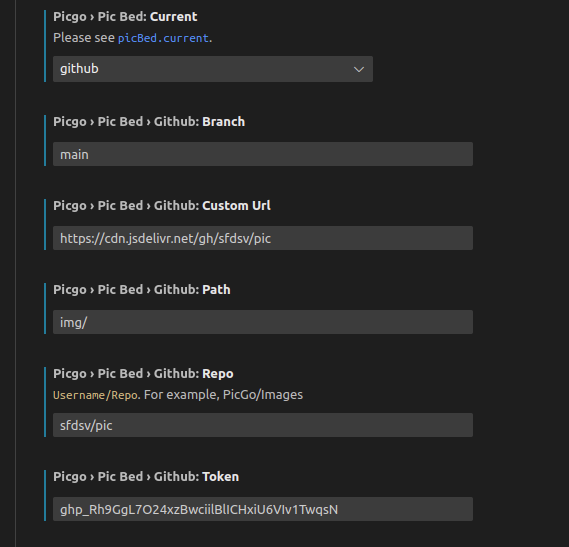 Picgo › Pic Bed: Current
Please see picBed.current.
github
Picgo › Pic Bed › Github: Branch
main
Picgo › Pic Bed › Github: Custom Url
https://cdn.jsdelivr.net/gh/sfdsv/pic
Picgo › Pic Bed › Github: Path
img/
Picgo › Pic Bed › Github: Repo
Username/Repo. For example, PicGo/Images
sfdsv/pic
Picgo › Pic Bed › Github: Token
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